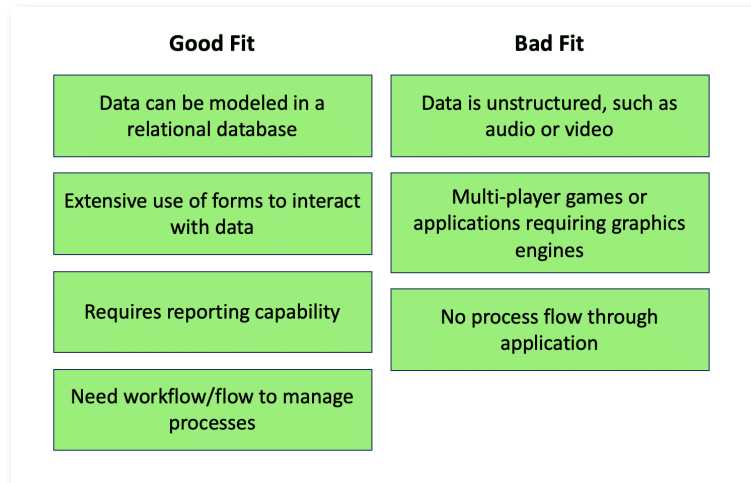 Good Fit
Bad Fit
Data can be modeled in a
relational database
Data is unstructured, such as
audio or video
Extensive use of forms to interact
with data
Multi-player games or
applications requiring graphics
engines
Requires reporting capability
No process flow through
application
Need workflow/flow to manage
processes